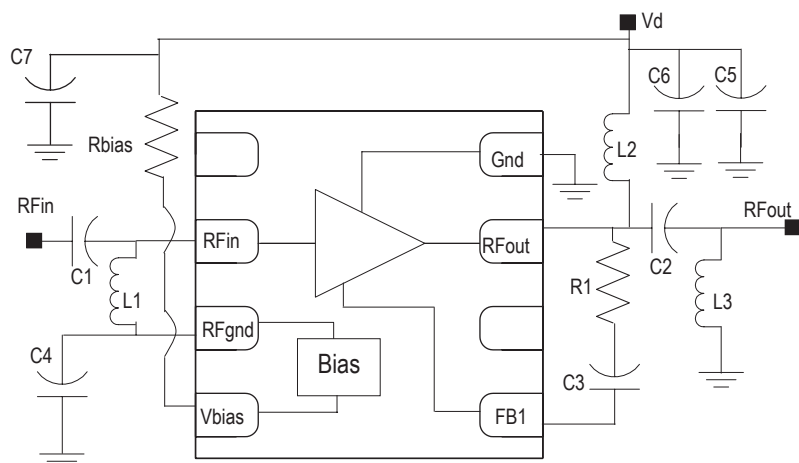 Vd
C7
C6
C5
Rbias
Gnd
L2
RFin
RFin
RFout
RFout
C1
C2
L1
R1
L3
RFgnd
C4
Bias
C3
Vbias
FB1